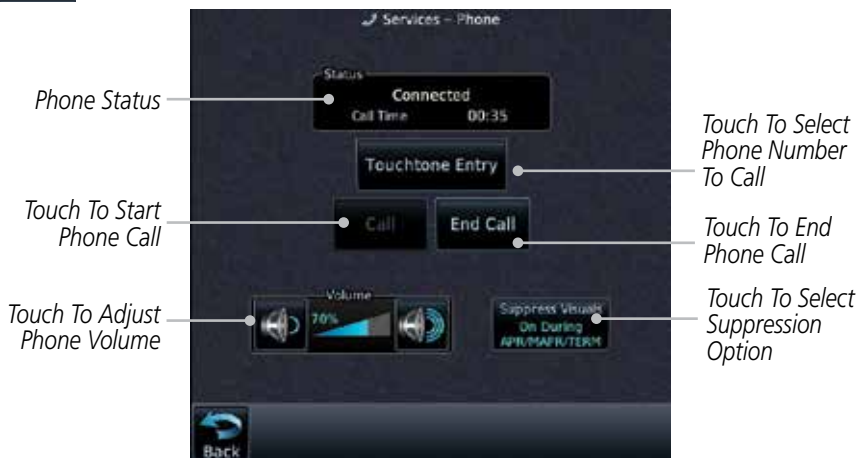 Services – Phone
Status
Connected
Call Time 00:35
Phone Status
Touchtone Entry
Touch To Select
Phone Number
To Call
Touch To Start
Phone Call
Call
End Call
Touch To End
Phone Call
Volume
70%
Touch To Adjust
Phone Volume
Suppress Visuals
On During
APR/MAPR/TERM
Touch To Select
Suppression
Option
Back